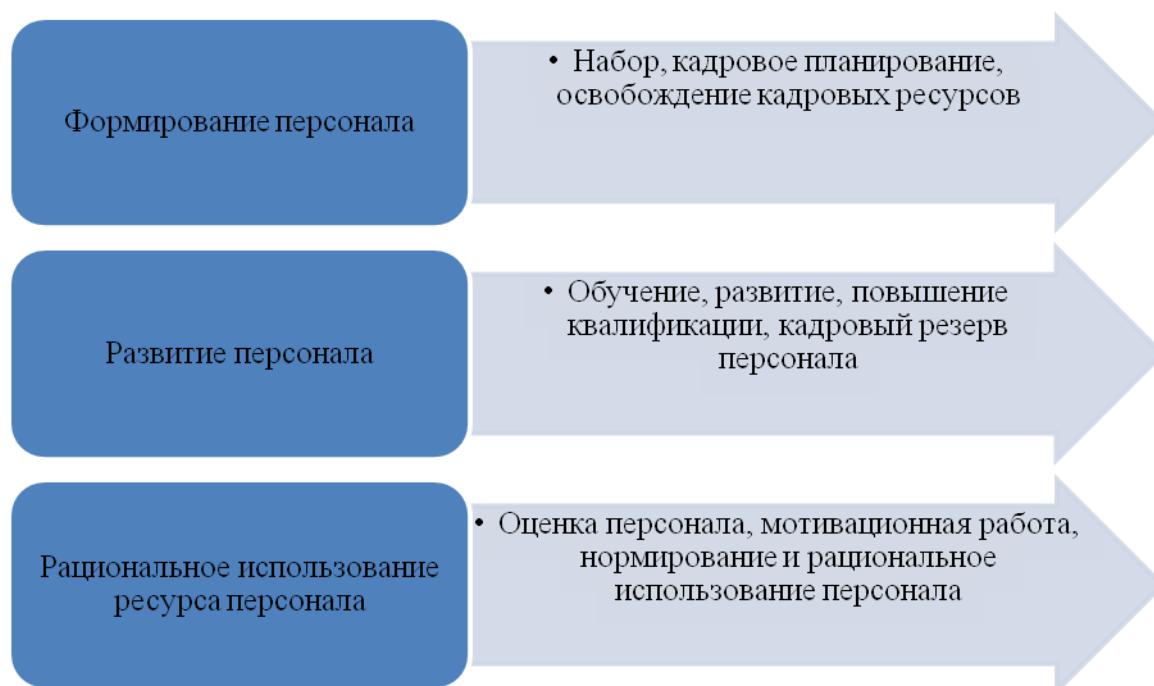 Формирование персонала
• Набор, кадровое планирование,
освобождение кадровых ресурсов
Развитие персонала
• Обучение, развитие, повышение
квалификации, кадровый резерв
персонала
Рациональное использование
ресурса персонала
• Оценка персонала, мотивационная работа,
нормирование и рациональное
использование персонала